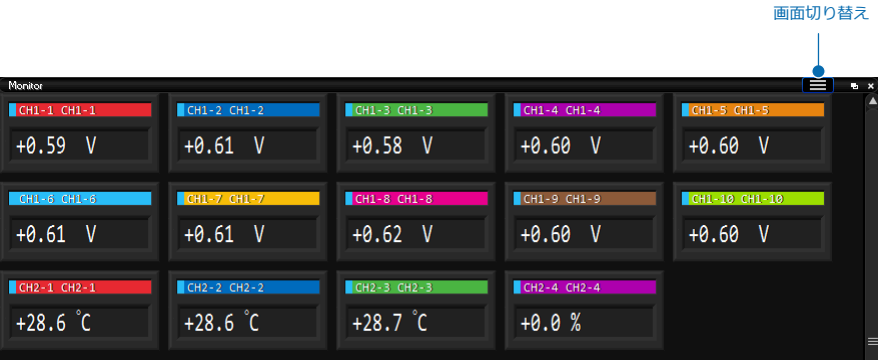 画面切り替え
Monitor
CH1-1 CH1-1 CH1-2 CH1-2 CH1-3 CH1-3 CH1-4 CH1-4 CH1-5 CH1-5
+0.59 V +0.61 V +0.58 V +0.60 V +0.60 V
CH1-6 CH1-6 CH1-7 CH1-7 CH1-8 CH1-8 CH1-9 CH1-9 CH1-10 CH1-10
+0.61 V +0.61 V +0.62 V +0.60 V +0.60 V
CH2-1 CH2-1 CH2-2 CH2-2 CH2-3 CH2-3 CH2-4 CH2-4
+28.6 °C +28.6 °C +28.7 °C +0.0 %